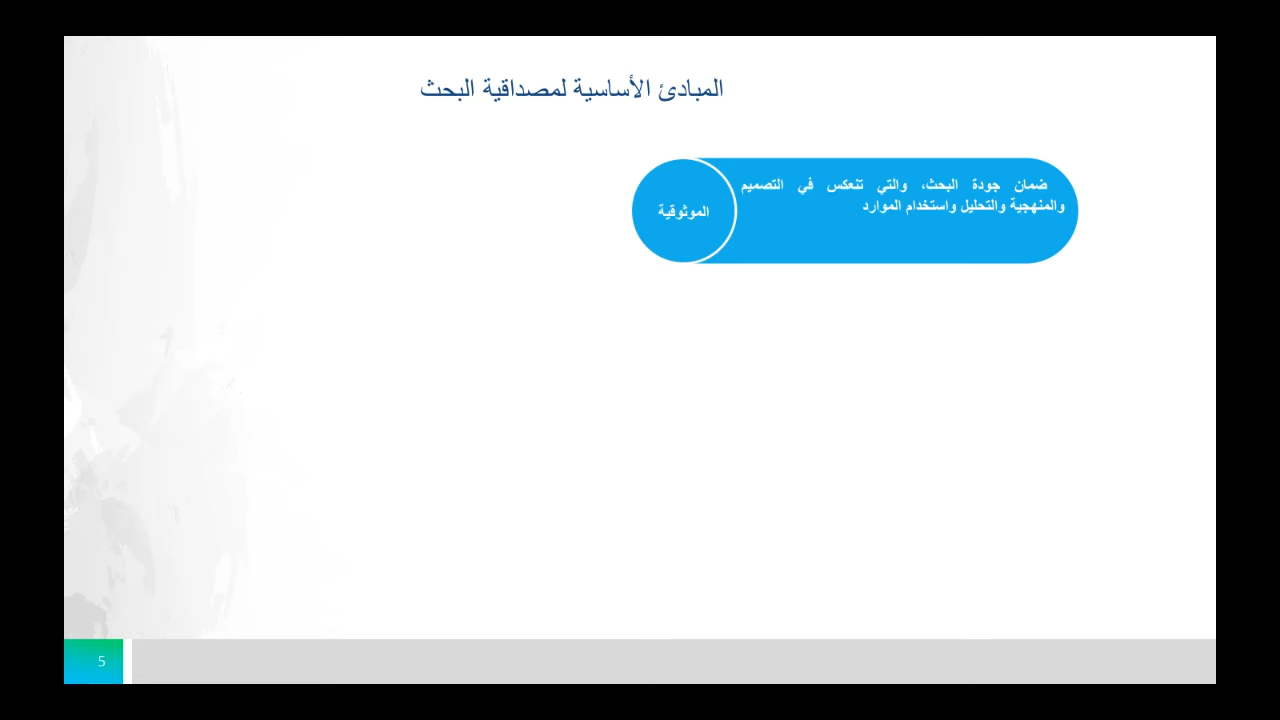 المبادئ الأساسية لمصداقية البحث
ضمان جودة البحث، والتي تنعكس في التصميم
والمنهجية والتحليل واستخدام الموارد
الموثوقية
5